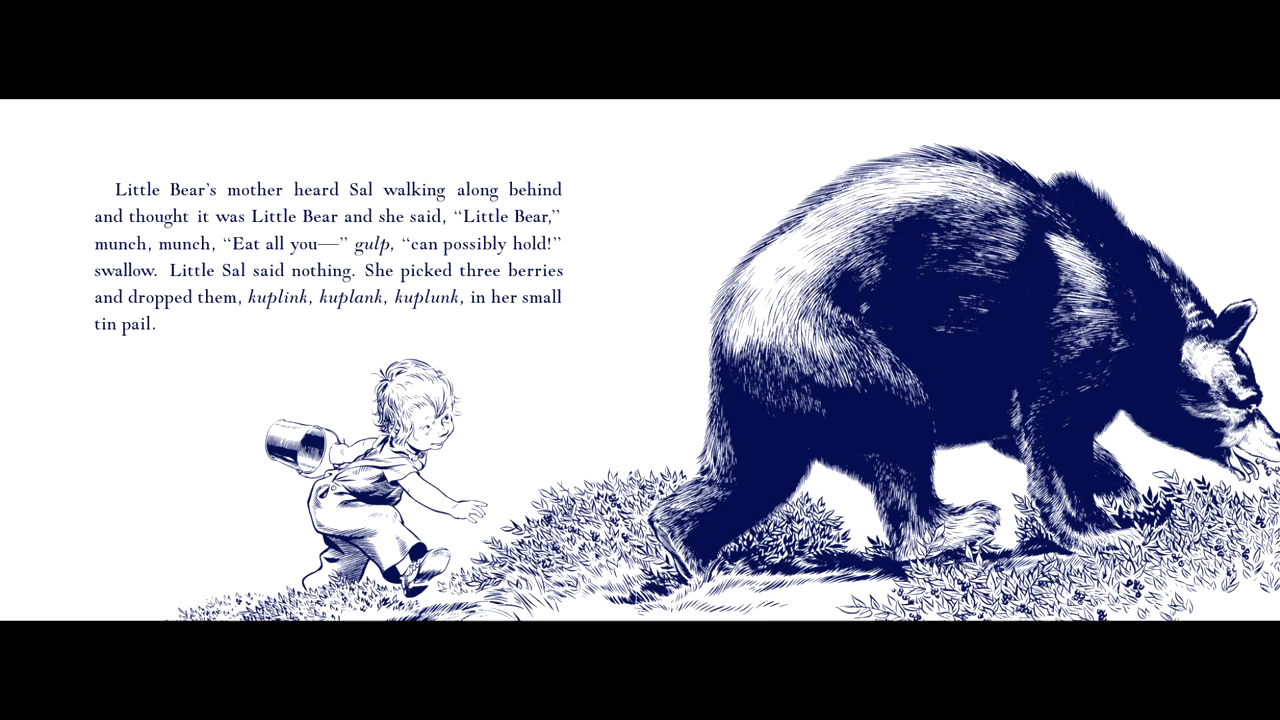 Little Bear’s mother heard Sal walking along behind
and thought it was Little Bear and she said, “Little Bear,”
munch, munch, “Eat all you—” gulp, “can possibly hold!”
swallow. Little Sal said nothing. She picked three berries
and dropped them, kuplink, kuplank, kuplunk, in her small
tin pail.